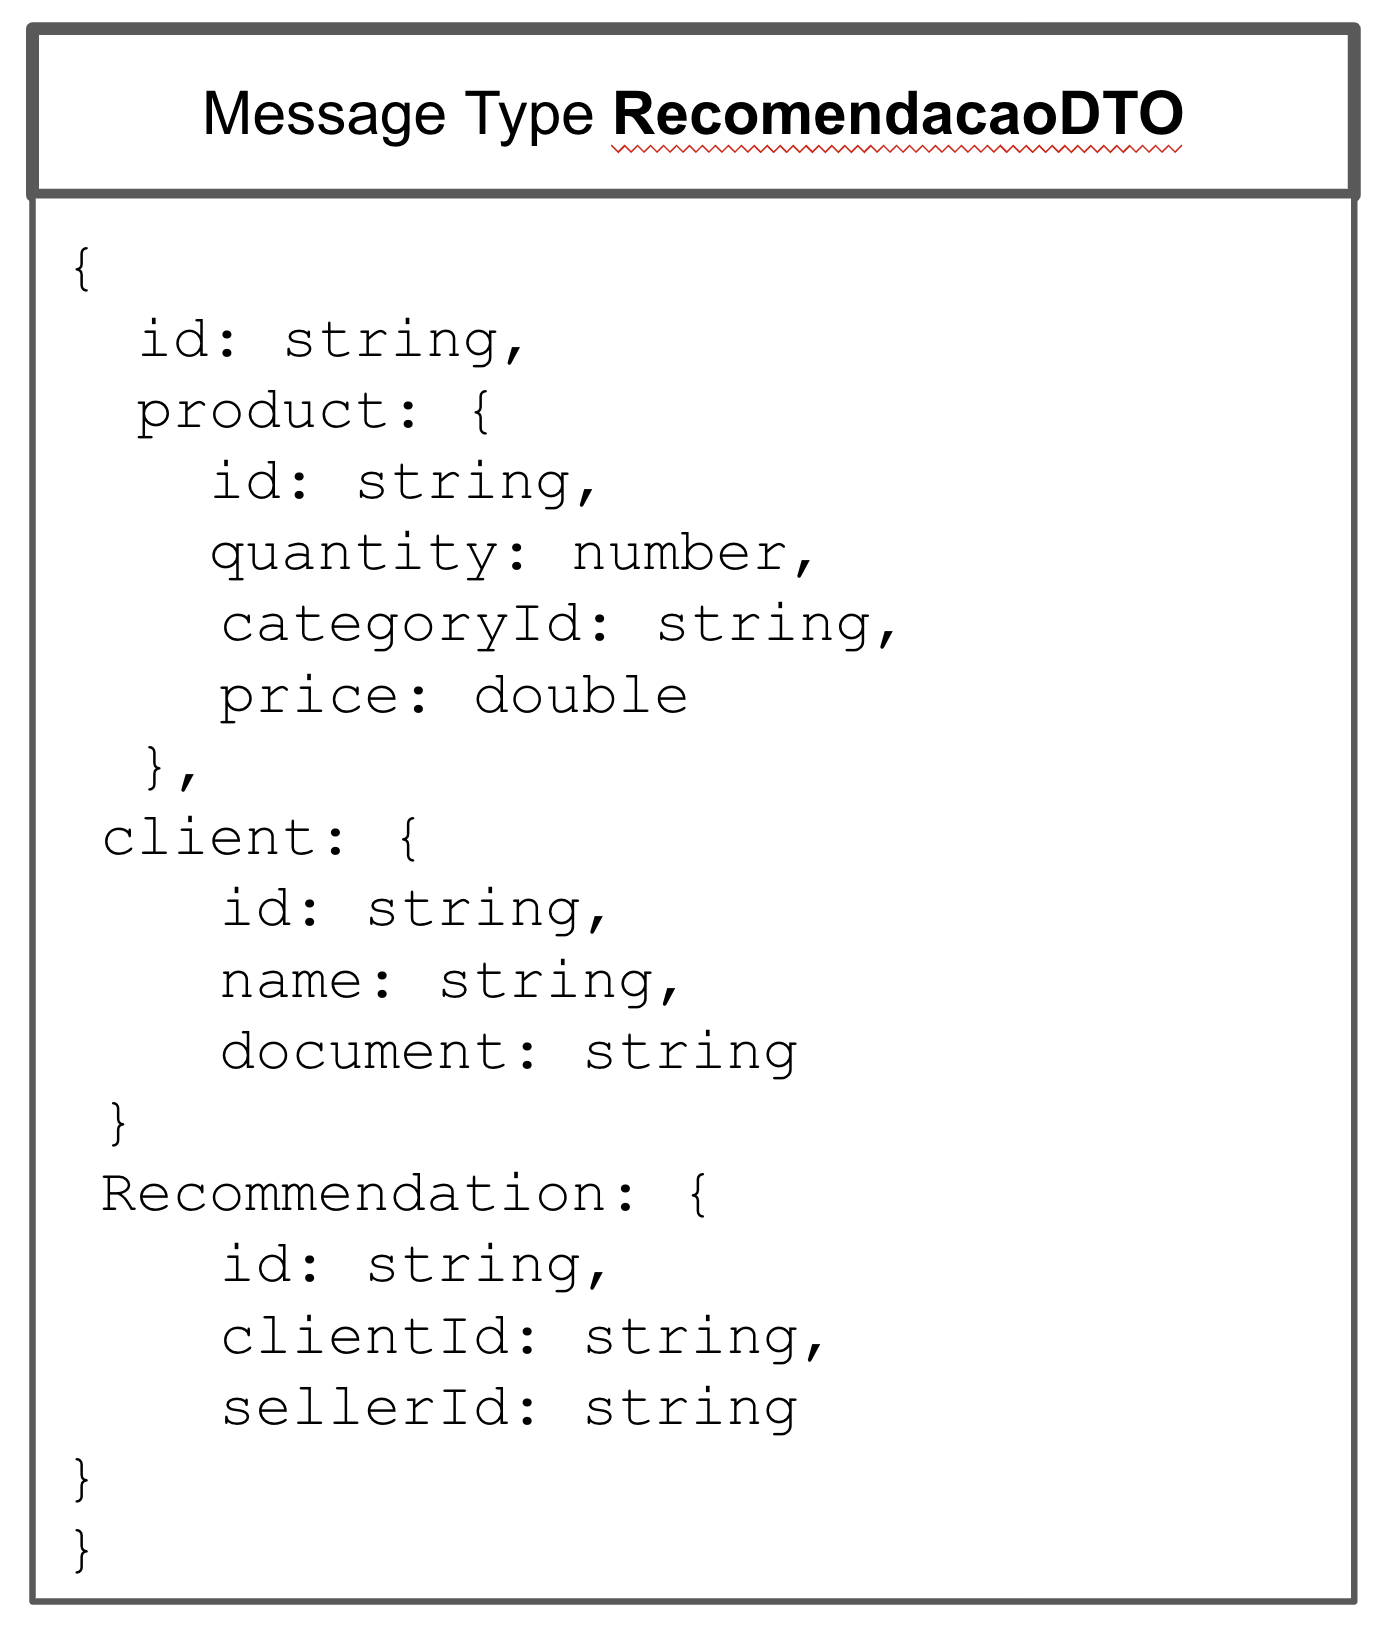 Message Type RecomendacaoDTO
{
id: string,
product: {
id: string,
quantity: number,
categoryId: string,
price: double
},
client: {
id: string,
name: string,
document: string
}
Recommendation: {
id: string,
clientId: string,
sellerId: string
}
}